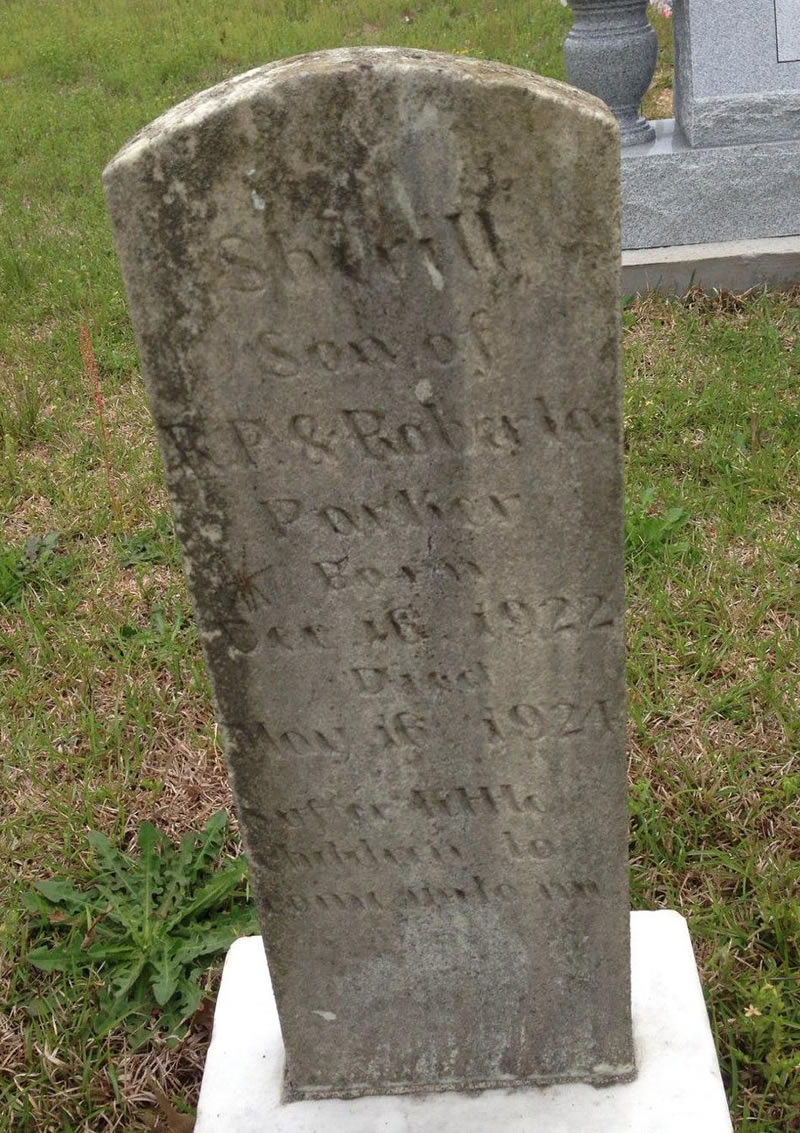 Sherill
Son of
R.P. & Roberta
Parker
Born
Dec 16 1922
Died
May 16 1924
Sufer little
children to
come unto me